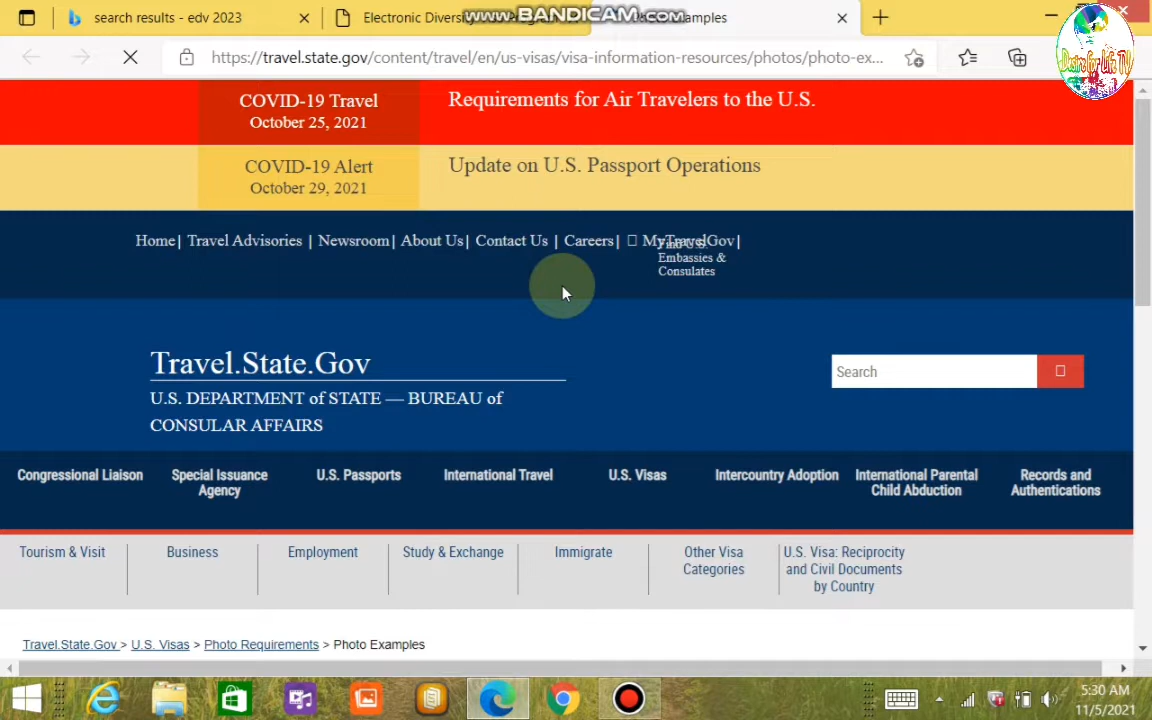 search results - edv 2023
Electronic Diversi
www.BANDICAM.com
amples
https://travel.state.gov/content/travel/en/us-visas/visa-information-resources/photos/photo-ex...
Desire for Life TV
COVID-19 Travel
October 25, 2021
Requirements for Air Travelers to the U.S.
COVID-19 Alert
October 29, 2021
Update on U.S. Passport Operations
Home| Travel Advisories | Newsroom| About Us| Contact Us | Careers| MyTravelGov|
Find U.S.
Embassies &
Consulates
Travel.State.Gov
U.S. DEPARTMENT of STATE — BUREAU of
CONSULAR AFFAIRS
Search
Congressional Liaison
Special Issuance
Agency
U.S. Passports
International Travel
U.S. Visas
Intercountry Adoption
International Parental
Child Abduction
Records and
Authentications
Tourism & Visit
Business
Employment
Study & Exchange
Immigrate
Other Visa
Categories
U.S. Visa: Reciprocity
and Civil Documents
by Country
Travel.State.Gov > U.S. Visas > Photo Requirements > Photo Examples
5:30 AM
11/5/2021